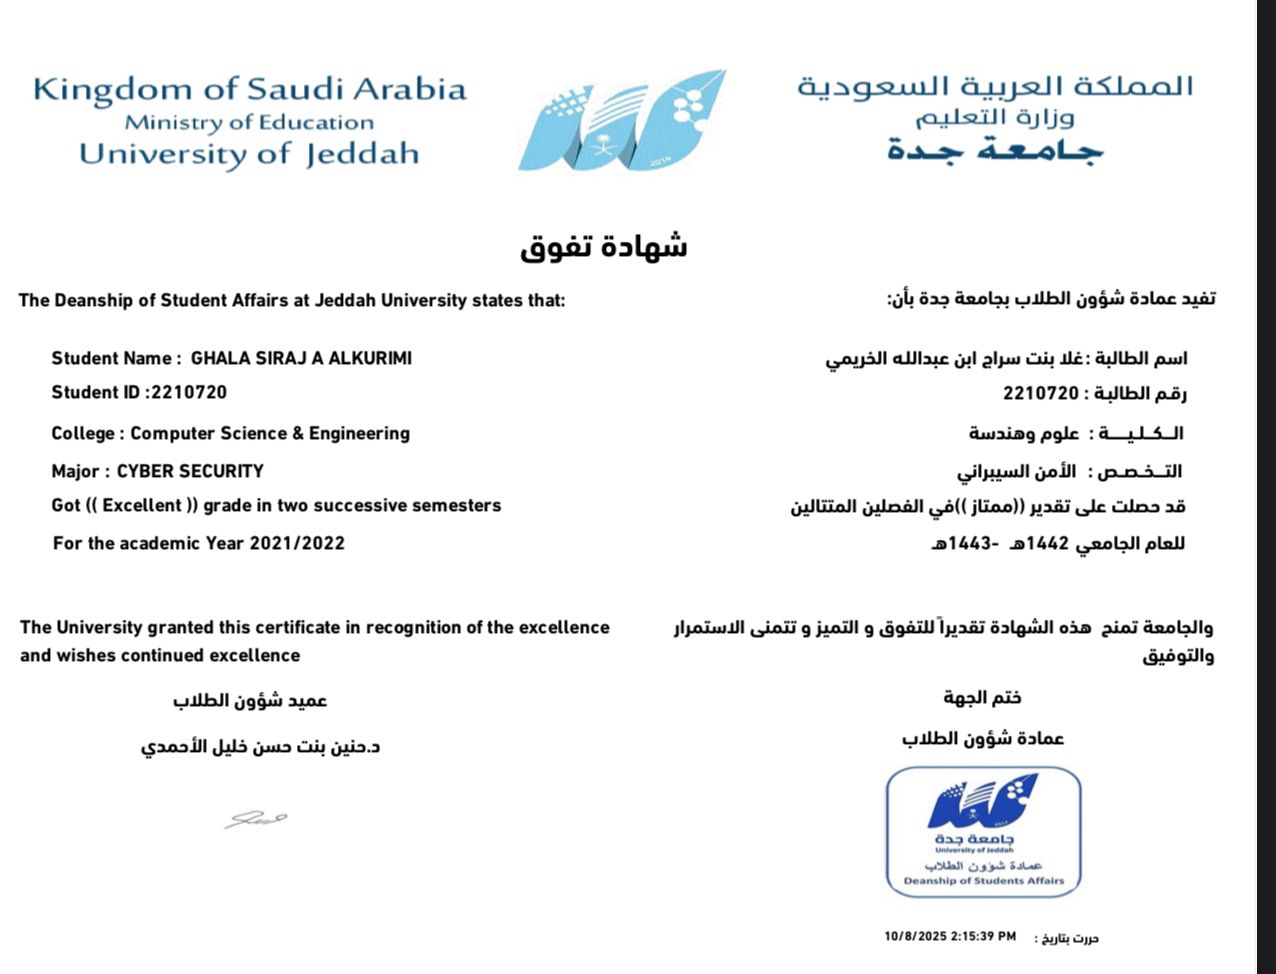 Kingdom of Saudi Arabia
Ministry of Education
University of Jeddah
2014
المملكة العربية السعودية
وزارة التعليم
جامعة جدة
شهادة تفوق
The Deanship of Student Affairs at Jeddah University states that:
تفيد عمادة شؤون الطلاب بجامعة جدة بأن:
Student Name : GHALA SIRAJ A ALKURIMI
اسم الطالبة :غلا بنت سراج ابن عبدالله الخريمي
Student ID :2210720
رقم الطالبة : 2210720
College : Computer Science & Engineering
الــكــلــيــــة : علوم وهندسة
Major : CYBER SECURITY
التــخــصــص : الأمن السيبراني
Got (( Excellent )) grade in two successive semesters
قد حصلت على تقدير ((ممتاز ))في الفصلين المتتالين
For the academic Year 2021/2022
للعام الجامعي 1442هـ -1443هـ
The University granted this certificate in recognition of the excellence
and wishes continued excellence
والجامعة تمنح هذه الشهادة تقديراً للتفوق و التميز و تتمنى الاستمرار
والتوفيق
عميد شؤون الطلاب
د.حنين بنت حسن خليل الأحمدي
ختم الجهة
عمادة شؤون الطلاب
2014
جامعة جدة
University of Jeddah
عمادة شؤون الطلاب
Deanship of Students Affairs
حررت بتاريخ : 10/8/2025 2:15:39 PM